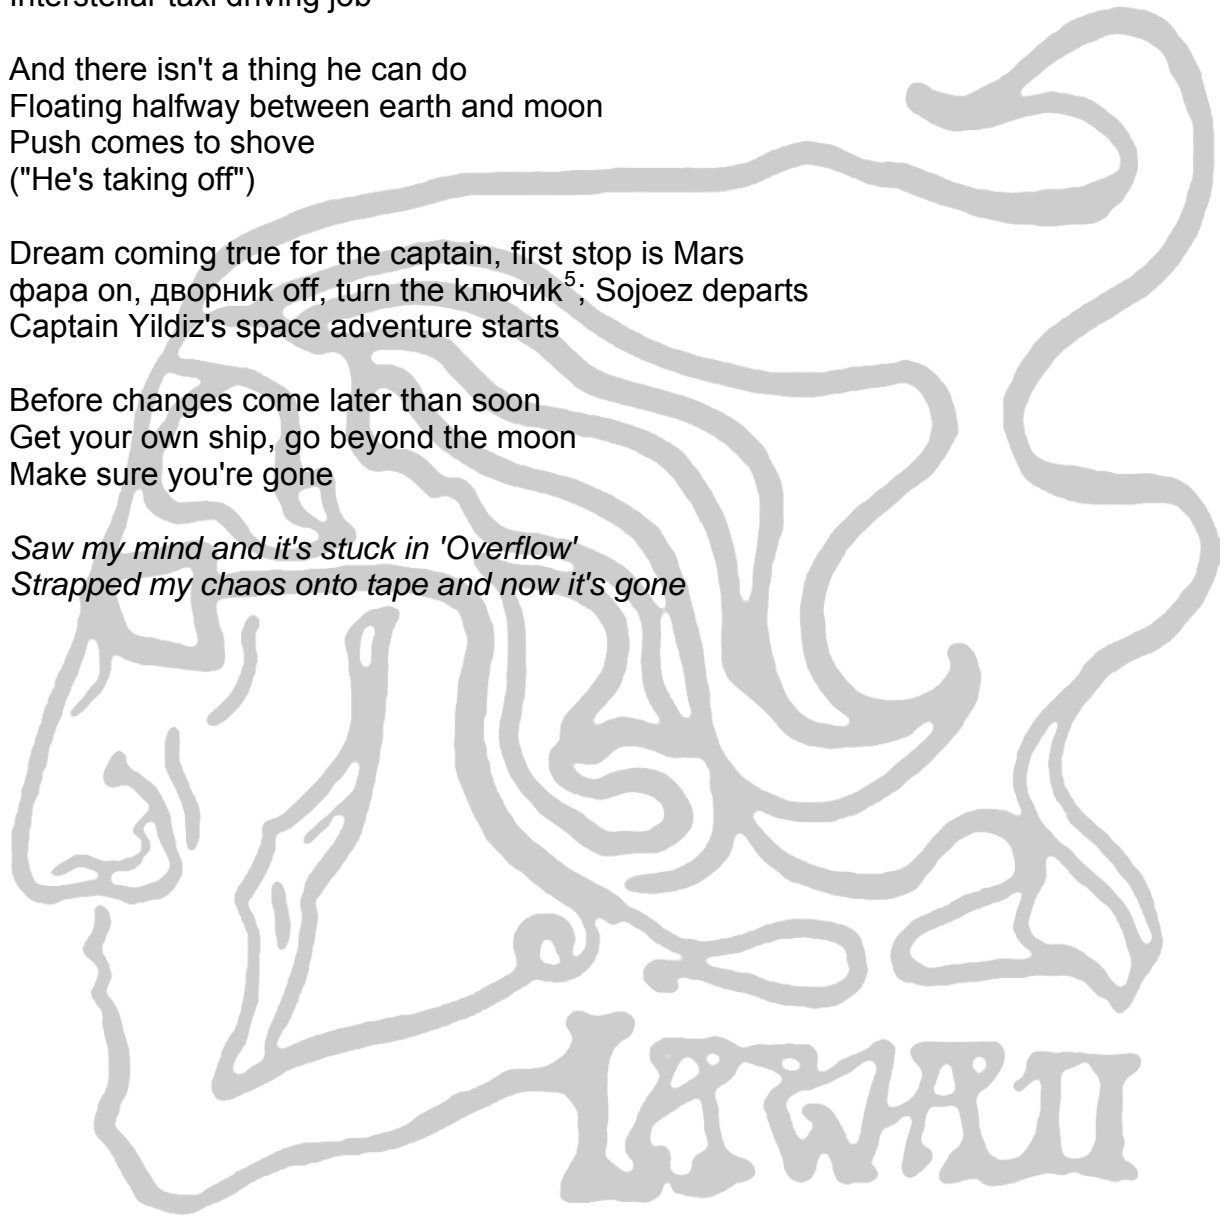 Interstellar taxi driving job
And there isn't a thing he can do
Floating halfway between earth and moon
Push comes to shove
("He's taking off")
Dream coming true for the captain, first stop is Mars
фара on, дворниk off, turn the kлючиk⁵; Sojoez departs
Captain Yildiz's space adventure starts
Before changes come later than soon
Get your own ship, go beyond the moon
Make sure you're gone
Saw my mind and it's stuck in 'Overflow'
Strapped my chaos onto tape and now it's gone